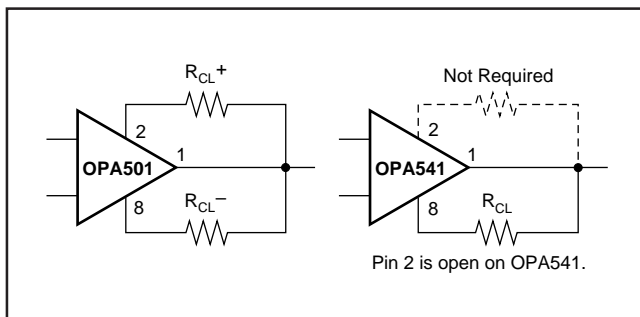 R_CL+
2
OPA501
1
8
R_CL−
Not Required
2
OPA541
1
8
R_CL
Pin 2 is open on OPA541.